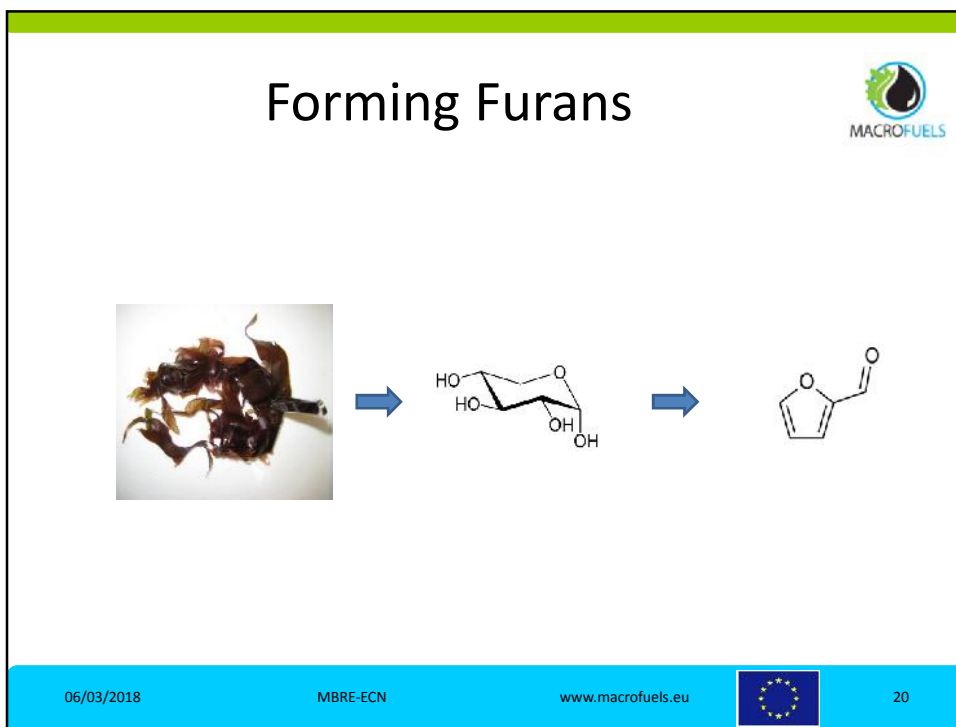 Forming Furans
MACROFUELS
O
HO
O
HO
O
OH
OH
06/03/2018 MBRE-ECN www.macrofuels.eu 20